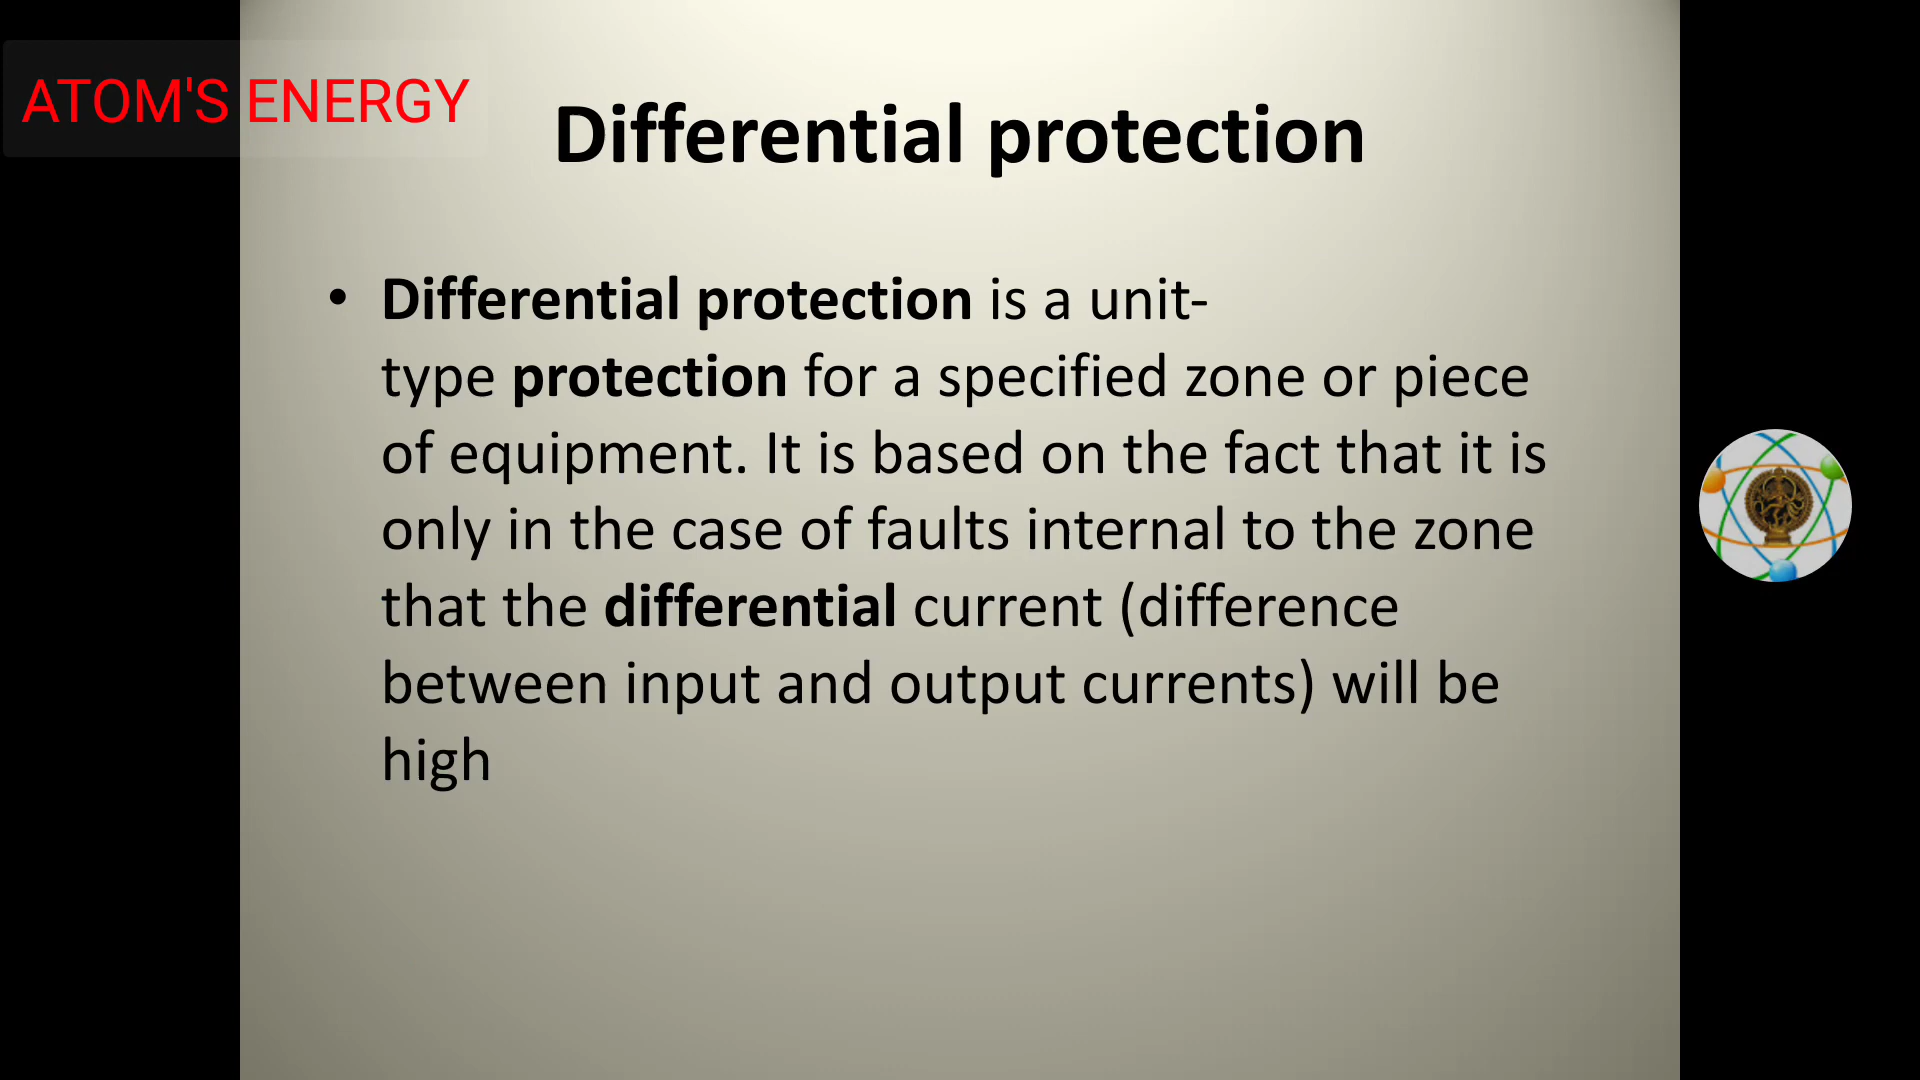 ATOM'S ENERGY
Differential protection
• Differential protection is a unit-
type protection for a specified zone or piece
of equipment. It is based on the fact that it is
only in the case of faults internal to the zone
that the differential current (difference
between input and output currents) will be
high